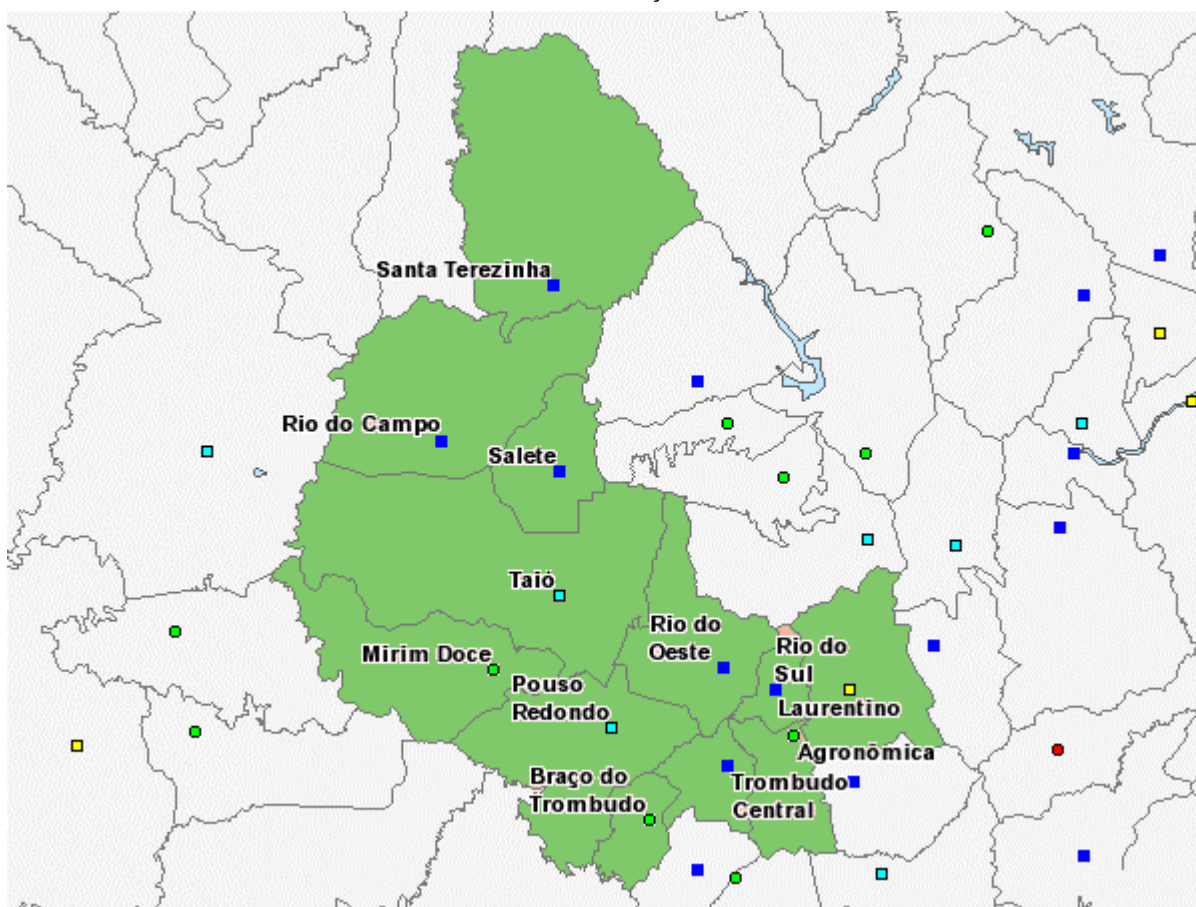 Santa Terezinha
Rio do Campo
Salete
Taió
Rio do
Oeste
Rio do
Sul
Mirim Doce
Pouso
Redondo
Laurentino
Agronômica
Braço do
Trombudo
Trombudo
Central